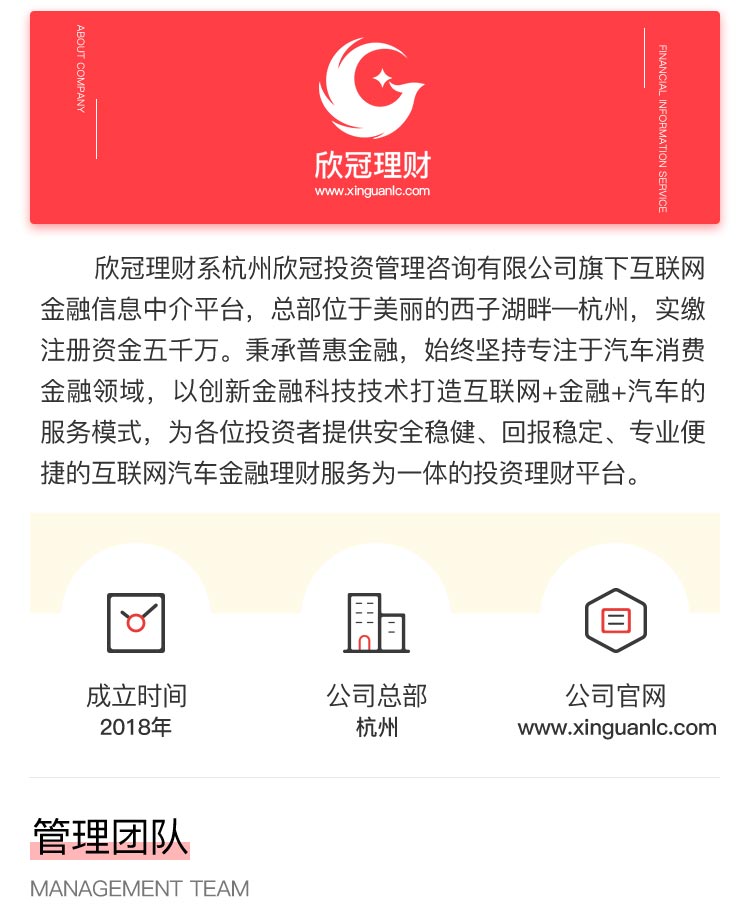 ABOUT COMPANY
FINANCIAL INFORMATION SERVICE
欣冠理财
www.xinguanlc.com
欣冠理财系杭州欣冠投资管理咨询有限公司旗下互联网
金融信息中介平台，总部位于美丽的西子湖畔—杭州，实缴
注册资金五千万。秉承普惠金融，始终坚持专注于汽车消费
金融领域，以创新金融科技技术打造互联网+金融+汽车的
服务模式，为各位投资者提供安全稳健、回报稳定、专业便
捷的互联网汽车金融理财服务为一体的投资理财平台。
成立时间
2018年
公司总部
杭州
公司官网
www.xinguanlc.com
管理团队
MANAGEMENT TEAM